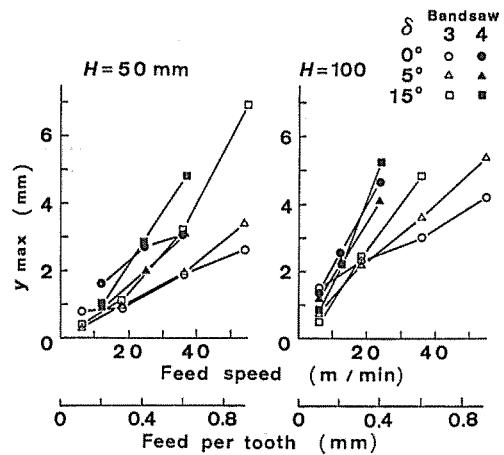 δ Bandsaw
3 4
0°
5°
15°
H=50 mm
H=100
y max (mm)
6
4
2
0
20 40
6
4
2
0
20 40
Feed speed (m/min)
0 0.4 0.8
0 0.4 0.8
Feed per tooth (mm)